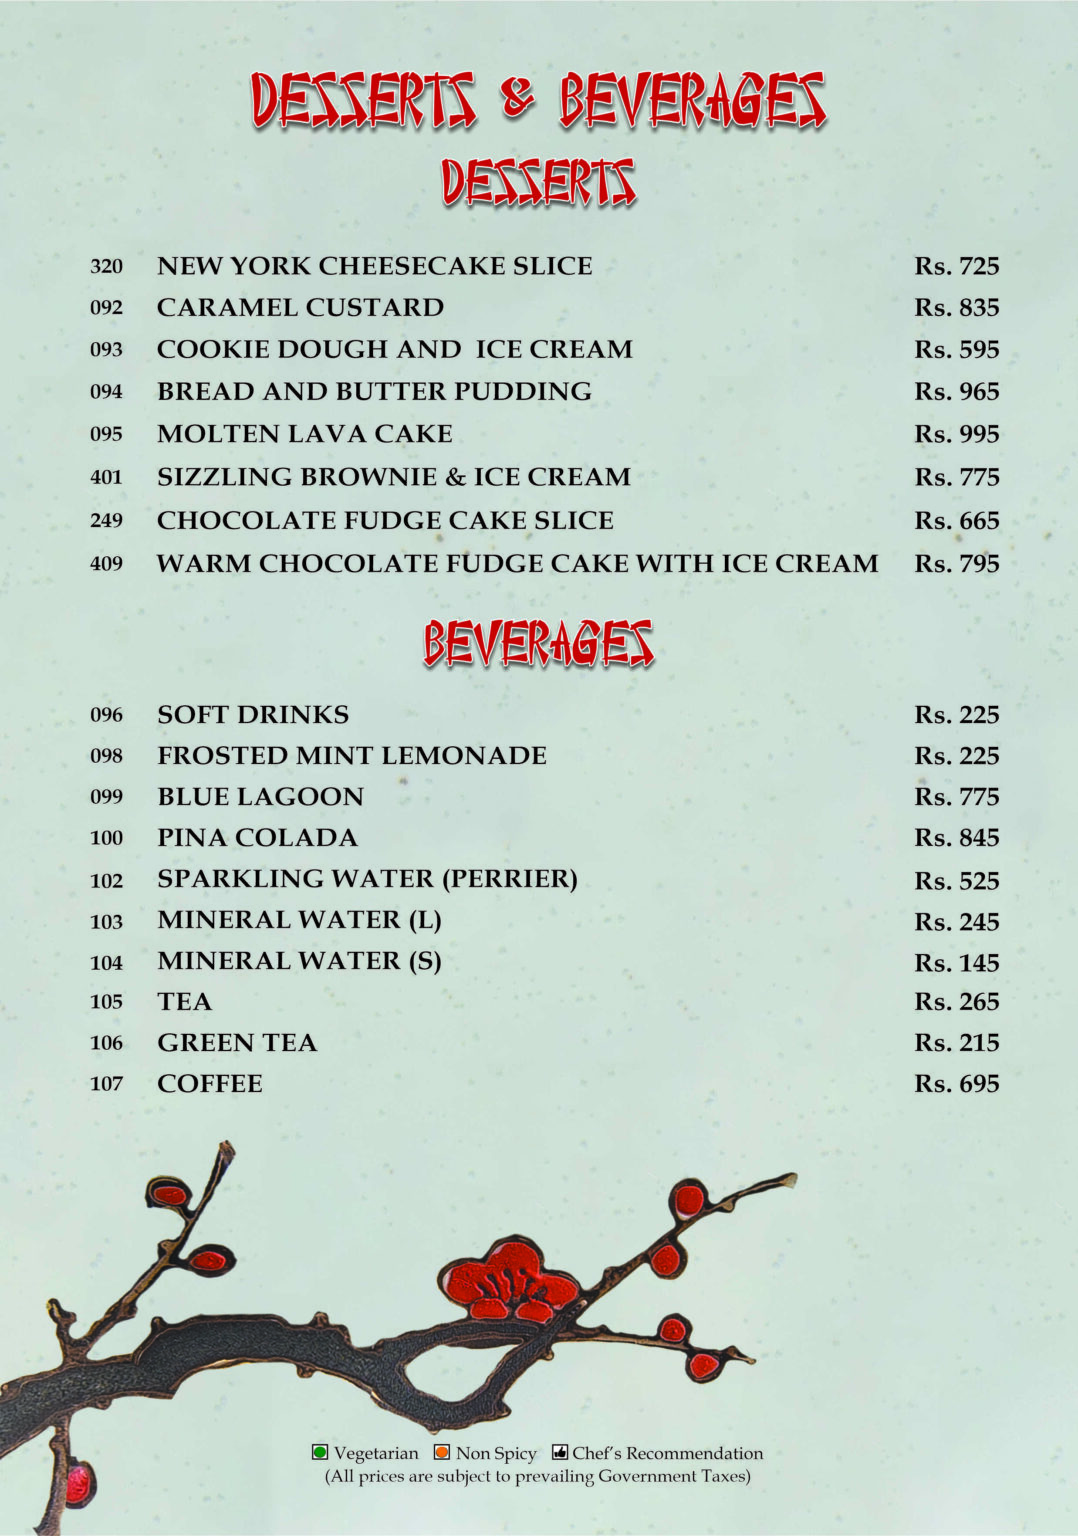 DESSERTS & BEVERAGES
DESSERTS
320 NEW YORK CHEESECAKE SLICE Rs. 725
092 CARAMEL CUSTARD Rs. 835
093 COOKIE DOUGH AND ICE CREAM Rs. 595
094 BREAD AND BUTTER PUDDING Rs. 965
095 MOLTEN LAVA CAKE Rs. 995
401 SIZZLING BROWNIE & ICE CREAM Rs. 775
249 CHOCOLATE FUDGE CAKE SLICE Rs. 665
409 WARM CHOCOLATE FUDGE CAKE WITH ICE CREAM Rs. 795
BEVERAGES
096 SOFT DRINKS Rs. 225
098 FROSTED MINT LEMONADE Rs. 225
099 BLUE LAGOON Rs. 775
100 PINA COLADA Rs. 845
102 SPARKLING WATER (PERRIER) Rs. 525
103 MINERAL WATER (L) Rs. 245
104 MINERAL WATER (S) Rs. 145
105 TEA Rs. 265
106 GREEN TEA Rs. 215
107 COFFEE Rs. 695
Vegetarian Non Spicy Chef's Recommendation
(All prices are subject to prevailing Government Taxes)